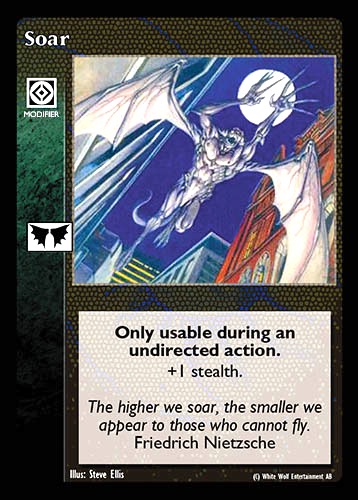 Soar
MODIFIER
Only usable during an
undirected action.
+1 stealth.
The higher we soar, the smaller we
appear to those who cannot fly.
Friedrich Nietzsche
Illus: Steve Ellis
(C) White Wolf Entertainment AB